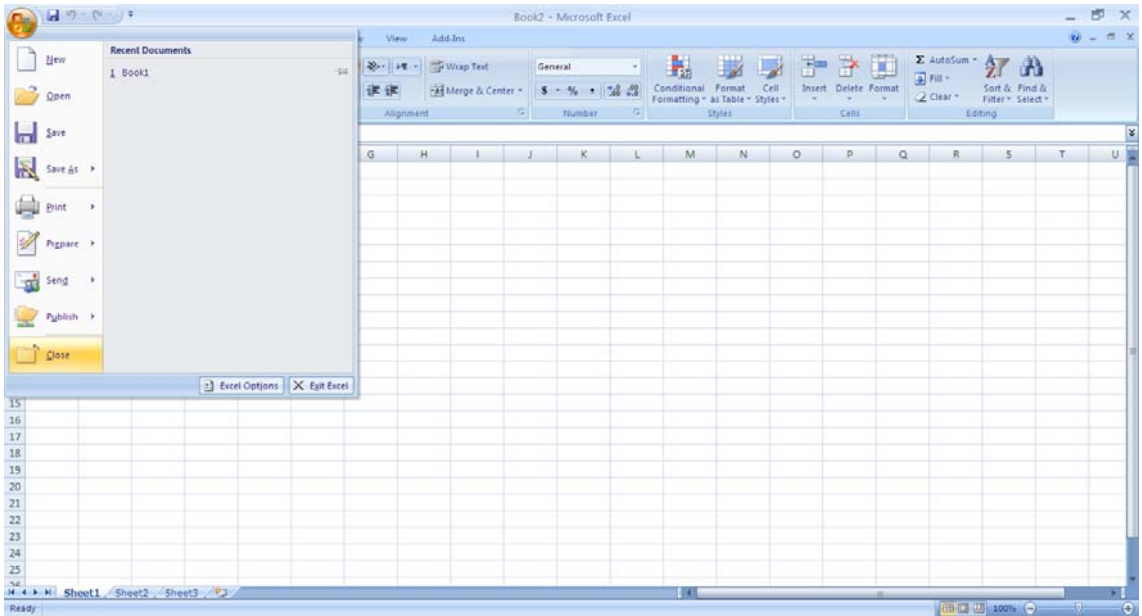 Book2 - Microsoft Excel
View Add-Ins
New
Open
Save
Save As
Print
Prepare
Send
Publish
Close
Recent Documents
1 Book1
Excel Options Exit Excel
Wrap Text
Merge & Center
Alignment
General
$ % ,
Number
Conditional Formatting
Format as Table
Cell Styles
Styles
Insert Delete Format
Cells
Σ AutoSum
Fill
Clear
Sort & Filter
Find & Select
Editing
G H I J K L M N O P Q R S T U
15
16
17
18
19
20
21
22
23
24
25
Sheet1 Sheet2 Sheet3
Ready 100%